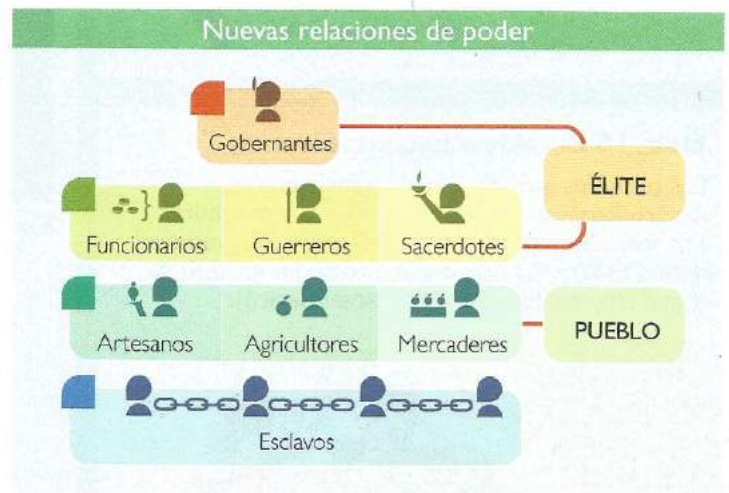 Nuevas relaciones de poder
Gobernantes
ÉLITE
Funcionarios Guerreros Sacerdotes
Artesanos Agricultores Mercaderes
PUEBLO
Esclavos